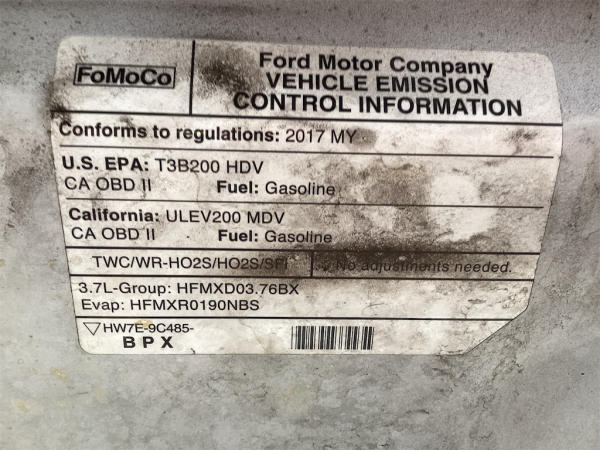 FoMoCo
Ford Motor Company
VEHICLE EMISSION
CONTROL INFORMATION
Conforms to regulations: 2017 MY
U.S. EPA: T3B200 HDV
CA OBD II Fuel: Gasoline
California: ULEV200 MDV
CA OBD II Fuel: Gasoline
TWC/WR-HO2S/HO2S/SFI No adjustments needed.
3.7L-Group: HFMXD03.76BX
Evap: HFMXR0190NBS
HW7E-9C485-
BPX